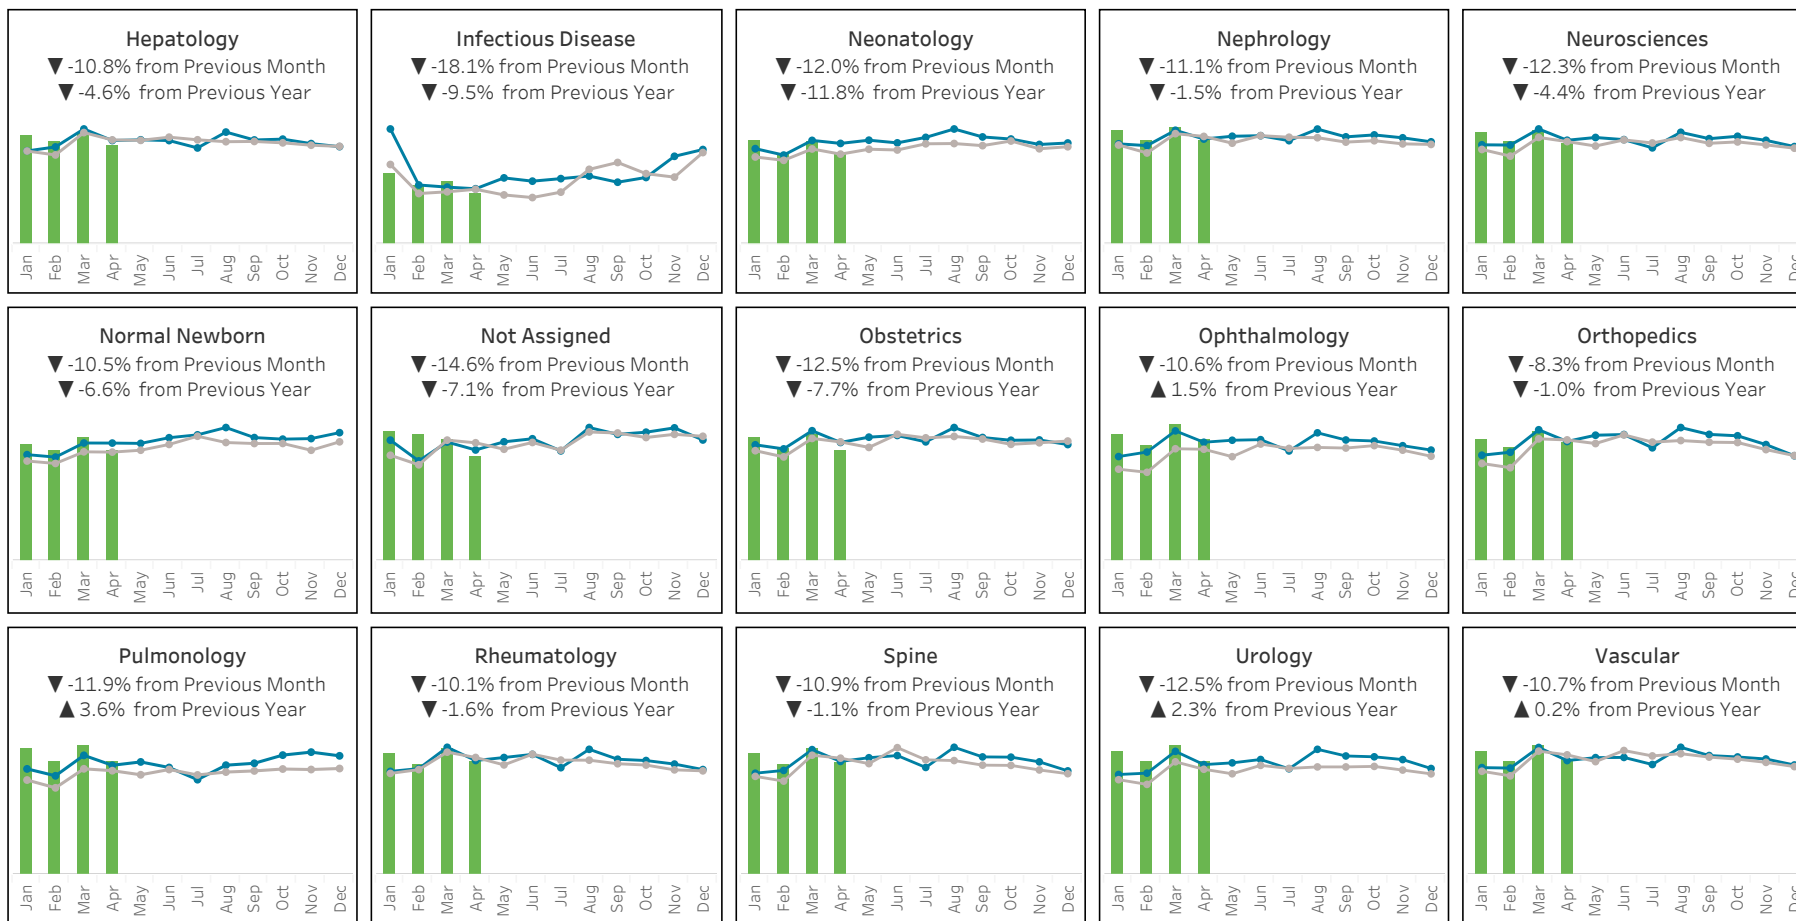 Hepatology
▼ -10.8% from Previous Month
▼ -4.6% from Previous Year
Jan Feb Mar Apr May Jun Jul Aug Sep Oct Nov Dec
Infectious Disease
▼ -18.1% from Previous Month
▼ -9.5% from Previous Year
Jan Feb Mar Apr May Jun Jul Aug Sep Oct Nov Dec
Neonatology
▼ -12.0% from Previous Month
▼ -11.8% from Previous Year
Jan Feb Mar Apr May Jun Jul Aug Sep Oct Nov Dec
Nephrology
▼ -11.1% from Previous Month
▼ -1.5% from Previous Year
Jan Feb Mar Apr May Jun Jul Aug Sep Oct Nov Dec
Neurosciences
▼ -12.3% from Previous Month
▼ -4.4% from Previous Year
Jan Feb Mar Apr May Jun Jul Aug Sep Oct Nov Dec
Normal Newborn
▼ -10.5% from Previous Month
▼ -6.6% from Previous Year
Jan Feb Mar Apr May Jun Jul Aug Sep Oct Nov Dec
Not Assigned
▼ -14.6% from Previous Month
▼ -7.1% from Previous Year
Jan Feb Mar Apr May Jun Jul Aug Sep Oct Nov Dec
Obstetrics
▼ -12.5% from Previous Month
▼ -7.7% from Previous Year
Jan Feb Mar Apr May Jun Jul Aug Sep Oct Nov Dec
Ophthalmology
▼ -10.6% from Previous Month
▲ 1.5% from Previous Year
Jan Feb Mar Apr May Jun Jul Aug Sep Oct Nov Dec
Orthopedics
▼ -8.3% from Previous Month
▼ -1.0% from Previous Year
Jan Feb Mar Apr May Jun Jul Aug Sep Oct Nov Dec
Pulmonology
▼ -11.9% from Previous Month
▲ 3.6% from Previous Year
Jan Feb Mar Apr May Jun Jul Aug Sep Oct Nov Dec
Rheumatology
▼ -10.1% from Previous Month
▼ -1.6% from Previous Year
Jan Feb Mar Apr May Jun Jul Aug Sep Oct Nov Dec
Spine
▼ -10.9% from Previous Month
▼ -1.1% from Previous Year
Jan Feb Mar Apr May Jun Jul Aug Sep Oct Nov Dec
Urology
▼ -12.5% from Previous Month
▲ 2.3% from Previous Year
Jan Feb Mar Apr May Jun Jul Aug Sep Oct Nov Dec
Vascular
▼ -10.7% from Previous Month
▲ 0.2% from Previous Year
Jan Feb Mar Apr May Jun Jul Aug Sep Oct Nov Dec